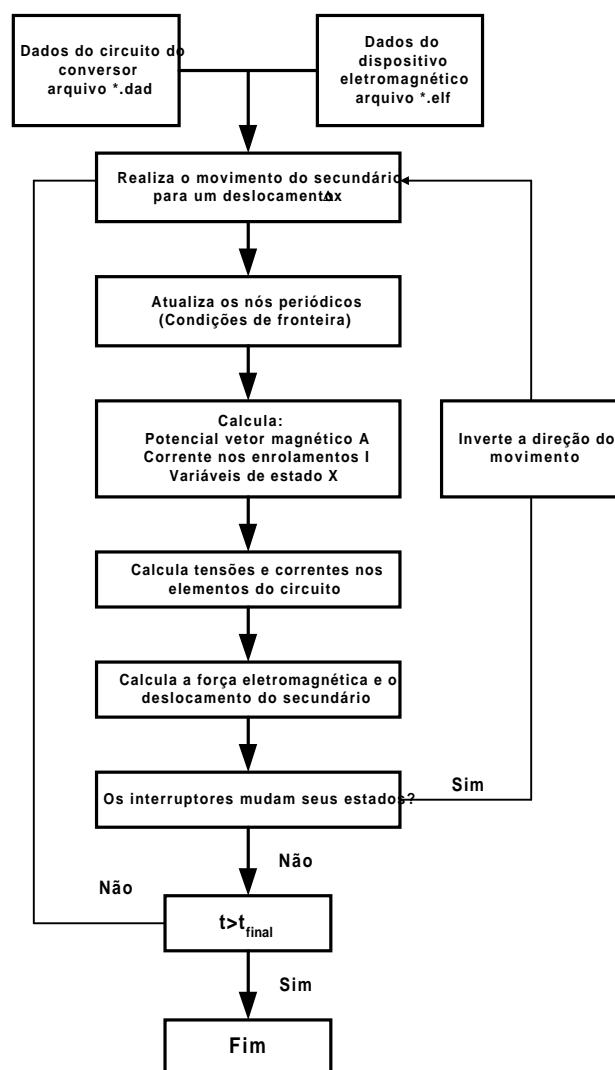 Dados do circuito do
conversor
arquivo *.dad
Dados do
dispositivo
eletromagnético
arquivo *.elf
Realiza o movimento do secundário
para um deslocamentoΔx
Atualiza os nós periódicos
(Condições de fronteira)
Calcula:
Potencial vetor magnético A
Corrente nos enrolamentos I
Variáveis de estado X
Inverte a direção do
movimento
Calcula tensões e correntes nos
elementos do circuito
Calcula a força eletromagnética e o
deslocamento do secundário
Os interruptores mudam seus estados?
Sim
Não
Não
t>tfinal
Sim
Fim